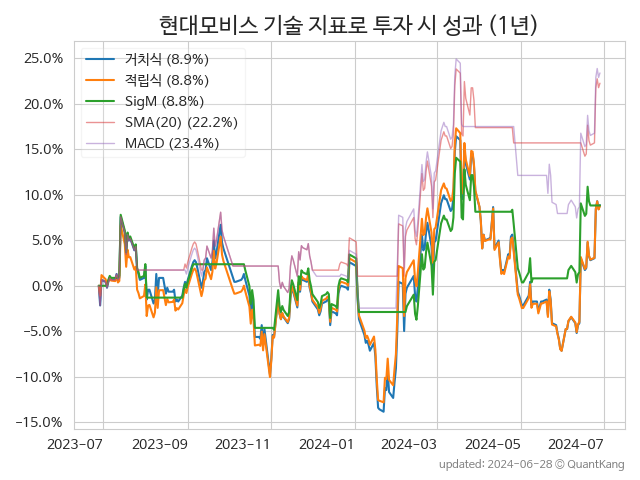 현대모비스 기술 지표로 투자 시 성과 (1년)
거치식 (8.9%)
적립식 (8.8%)
SigM (8.8%)
SMA(20) (22.2%)
MACD (23.4%)
25.0%
20.0%
15.0%
10.0%
5.0%
0.0%
−5.0%
−10.0%
−15.0%
2023-07 2023-09 2023-11 2024-01 2024-03 2024-05 2024-07
updated: 2024-06-28 © QuantKang